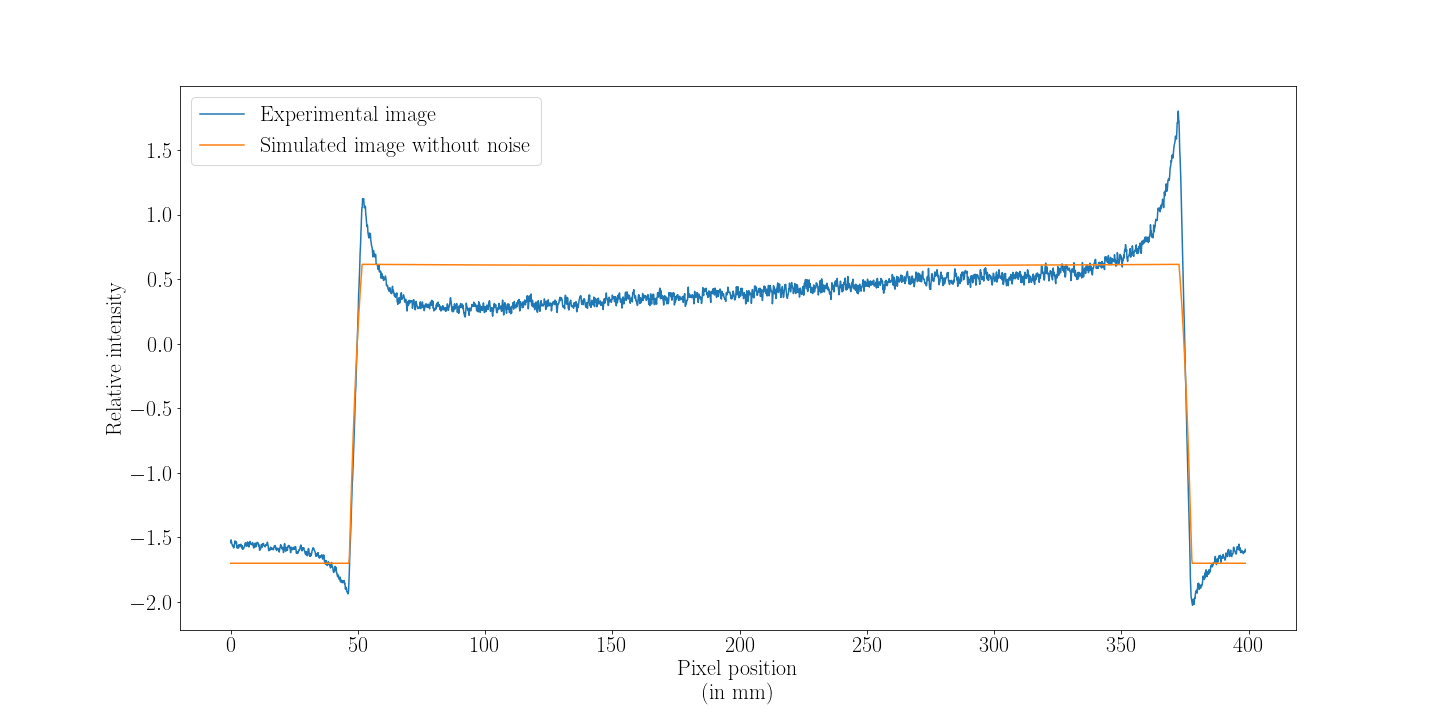 Experimental image
Simulated image without noise
1.5
1.0
0.5
0.0
−0.5
−1.0
−1.5
−2.0
Relative intensity
0 50 100 150 200 250 300 350 400
Pixel position
(in mm)